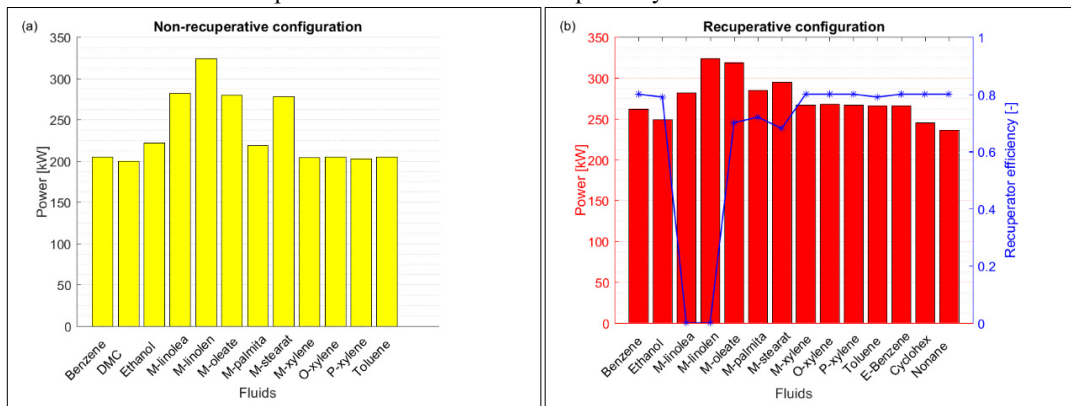 (a)
Non-recuperative configuration
350
300
250
200
150
100
50
0
Power [kW]
Benzene
DMC
Ethanol
M-linolea
M-linolen
M-oleate
M-palmita
M-stearat
M-xylene
O-xylene
P-xylene
Toluene
Fluids
(b)
Recuperative configuration
350
300
250
200
150
100
50
0
Power [kW]
1
0.8
0.6
0.4
0.2
0
Recuperator efficiency [-]
Benzene
Ethanol
M-linolea
M-linolen
M-oleate
M-palmita
M-stearat
M-xylene
O-xylene
P-xylene
Toluene
E-Benzene
Cyclohex
Nonane
Fluids